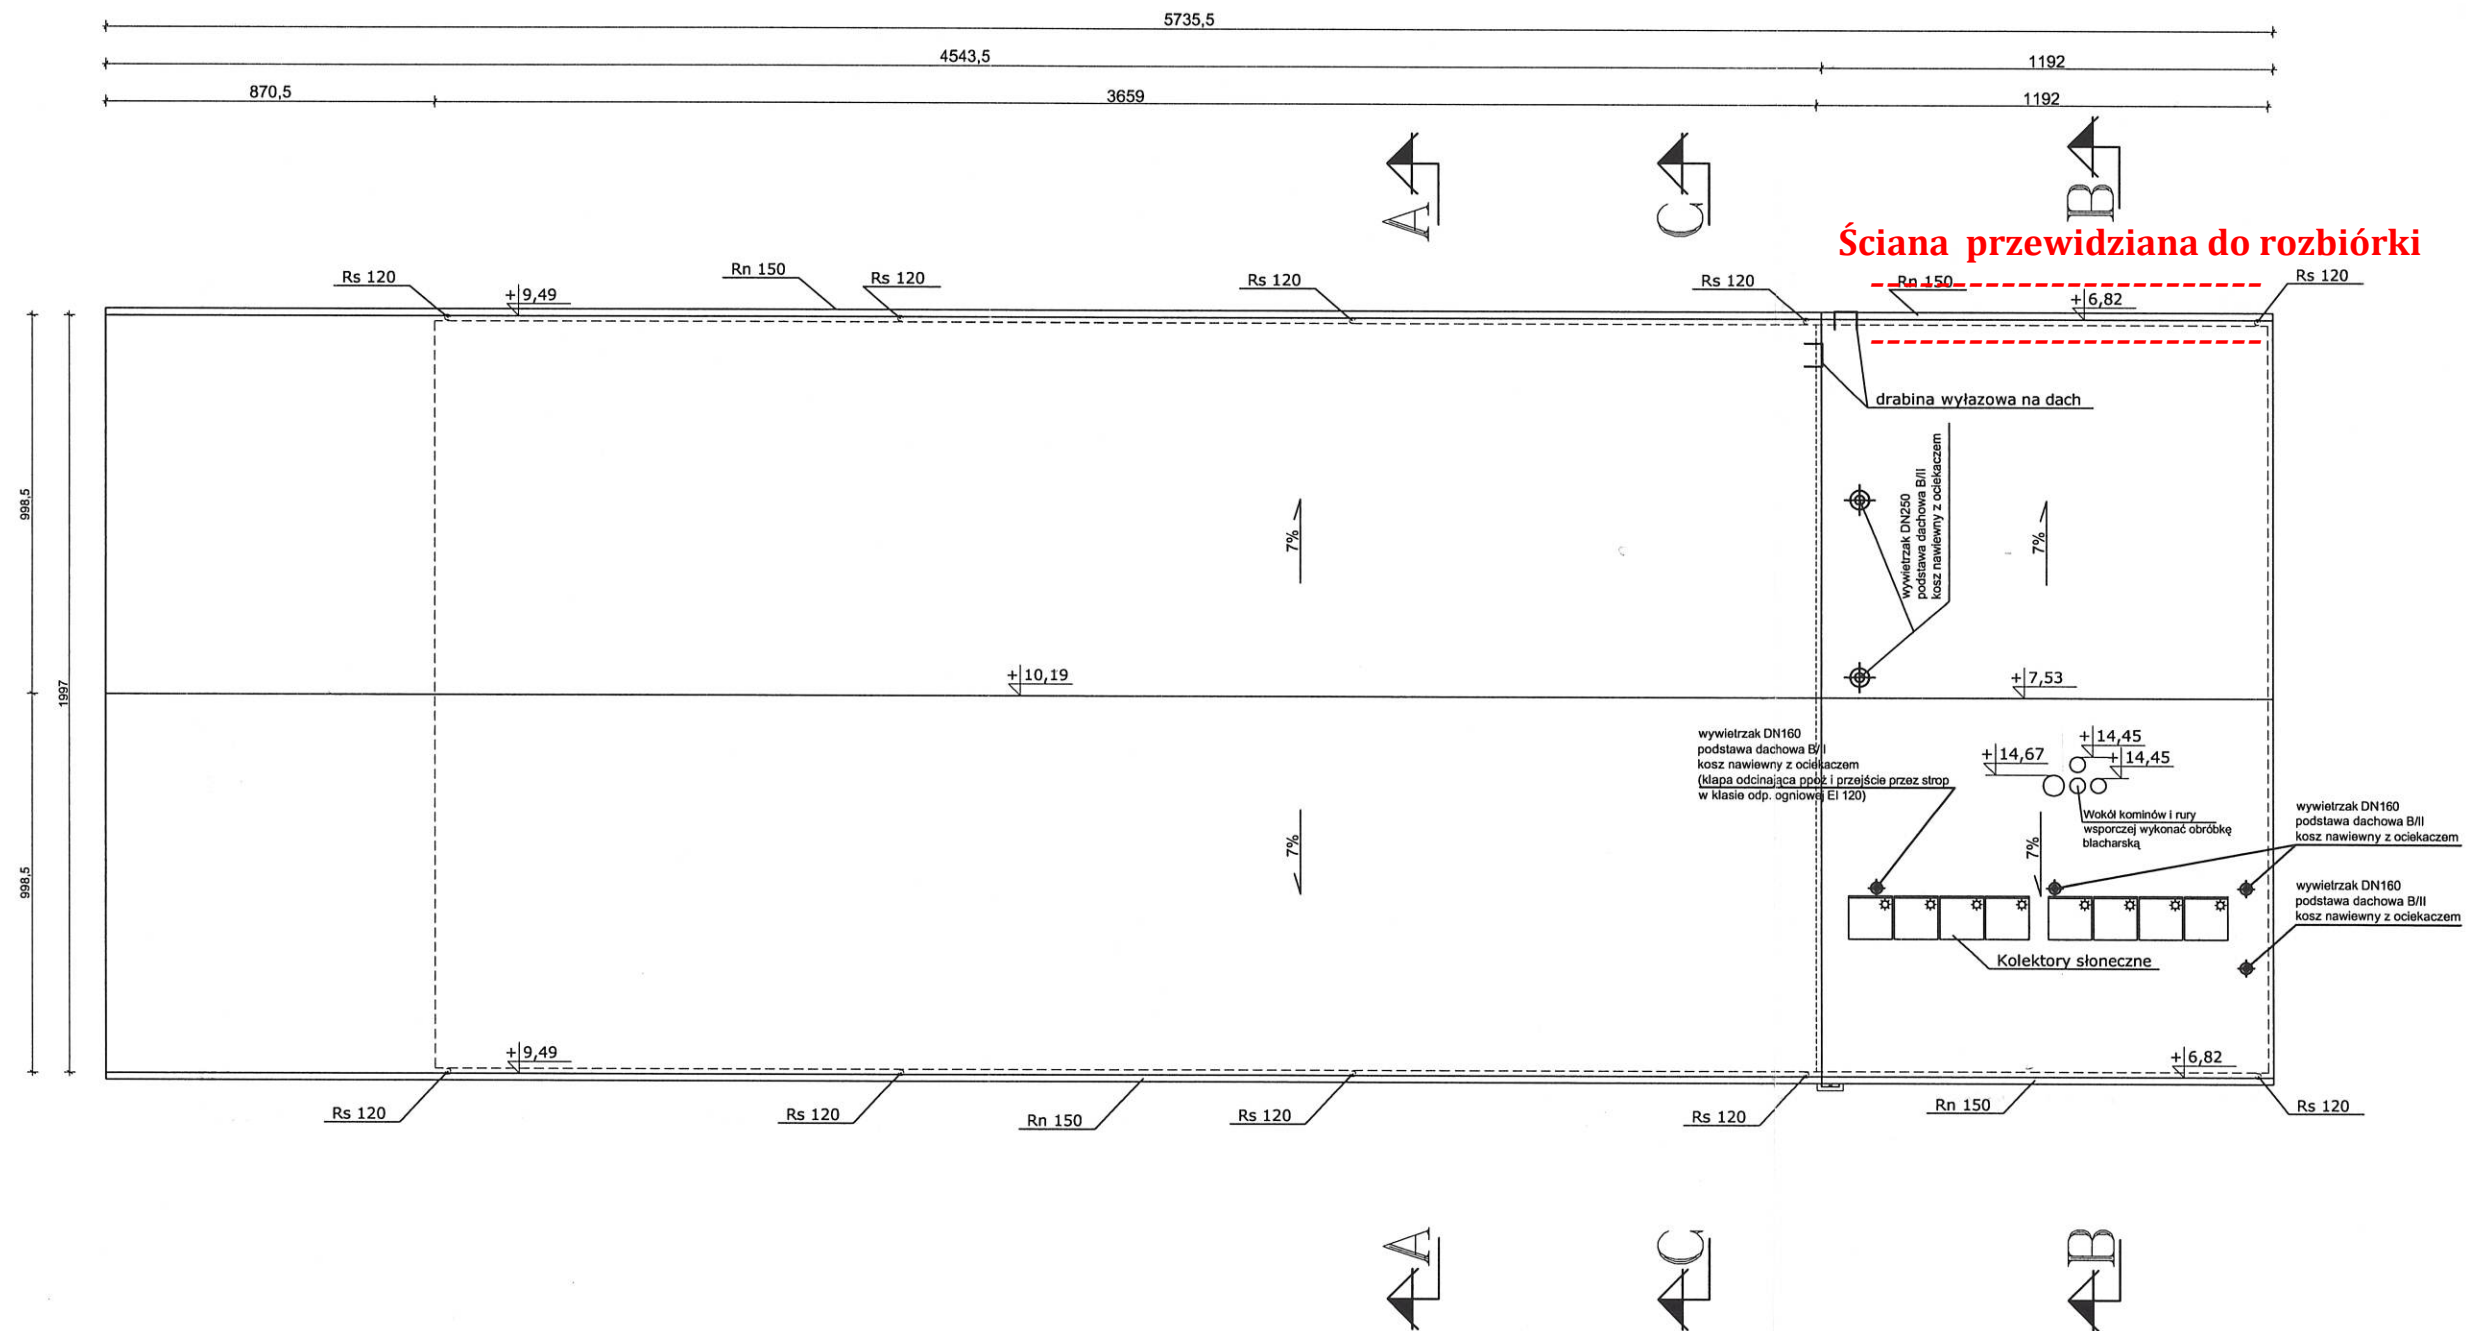 5735,5
4543,5
1192
870,5
3659
1192
A
C
B
Ściana przewidziana do rozbiórki
Rs 120
Rn 150
Rs 120
Rs 120
Rs 120
Rn 150
Rs 120
+9,49
+6,82
drabina wyłazowa na dach
wywietrzak DN250
podstawa dachowa B/II
kosz nawiewny z ociekaczem
998,5
7%
7%
1997
+10,19
+7,53
wywietrzak DN160
podstawa dachowa B/I
kosz nawiewny z ociekaczem
(klapa odcinająca ppoż i przejście przez strop
w klasie odp. ogniowej EI 120)
+14,45
+14,67
+14,45
Wokół kominów i rury
wsporczej wykonać obróbkę
blacharską
wywietrzak DN160
podstawa dachowa B/II
kosz nawiewny z ociekaczem
998,5
7%
7%
wywietrzak DN160
podstawa dachowa B/II
kosz nawiewny z ociekaczem
Kolektory słoneczne
+9,49
+6,82
Rs 120
Rs 120
Rn 150
Rs 120
Rs 120
Rn 150
Rs 120
A
C
B